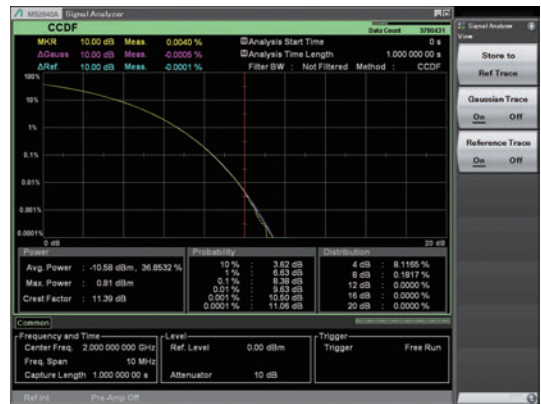 MS2840A Signal Analyzer
CCDF
Data Count 3798431
MKR 10.00 dB Meas. 0.0040 % Analysis Start Time 0 s
ΔGauss 10.00 dB Meas. -0.0005 % Analysis Time Length 1.000 000 00 s
ΔRef. 10.00 dB Meas. -0.0001 % Filter BW : Not Filtered Method : CCDF
100%
10%
1%
0.1%
0.01%
0.001%
0.0001%
0 dB 20 dB
Power
Avg. Power : -10.58 dBm, 36.8532 %
Max. Power : 0.81 dBm
Crest Factor : 11.39 dB
Probability
10 % : 3.62 dB
1 % : 6.63 dB
0.1 % : 8.38 dB
0.01 % : 9.63 dB
0.001 % : 10.50 dB
0.0001 % : 11.06 dB
Distribution
4 dB : 8.1165 %
8 dB : 0.1817 %
12 dB : 0.0000 %
16 dB : 0.0000 %
20 dB : 0.0000 %
Common
Frequency and Time
Center Freq. 2.000 000 000 GHz
Freq. Span 10 MHz
Capture Length 1.000 000 00 s
Level
Ref. Level 0.00 dBm
Attenuator 10 dB
Trigger
Trigger Free Run
Ref.Int Pre-Amp Off
Signal Analyzer
View
Store to
Ref Trace
Gaussian Trace
On Off
Reference Trace
On Off